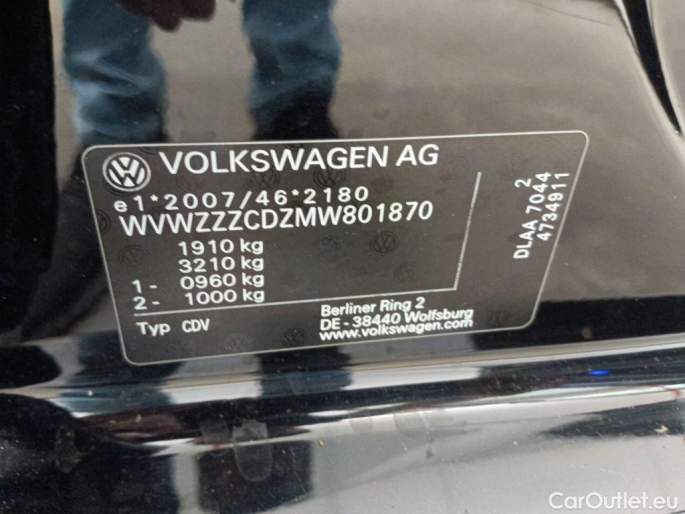 VOLKSWAGEN AG
e1*2007/46*2180
WVWZZZCDZMW801870
1910 kg
3210 kg
1 - 0960 kg
2 - 1000 kg
Typ CDV
Berliner Ring 2
DE - 38440 Wolfsburg
www.volkswagen.com
2
DLAA 7044
4734911
CarOutlet.eu